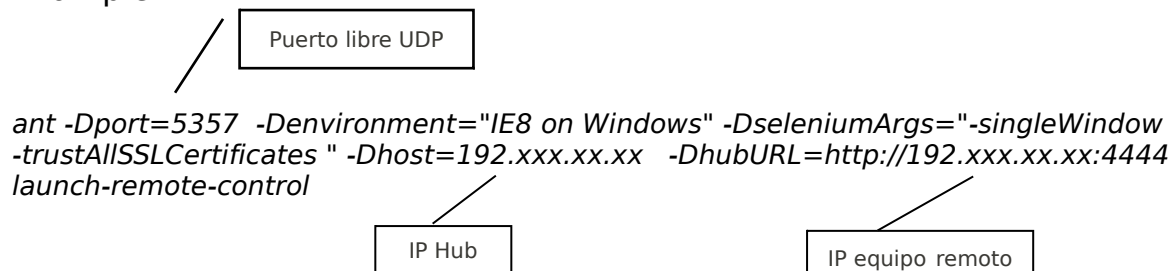 Puerto libre UDP
ant -Dport=5357  -Denvironment="IE8 on Windows" -DseleniumArgs="-singleWindow
-trustAllSSLCertificates " -Dhost=192.xxx.xx.xx   -DhubURL=http://192.xxx.xx.xx:4444
launch-remote-control
IP Hub
IP equipo remoto